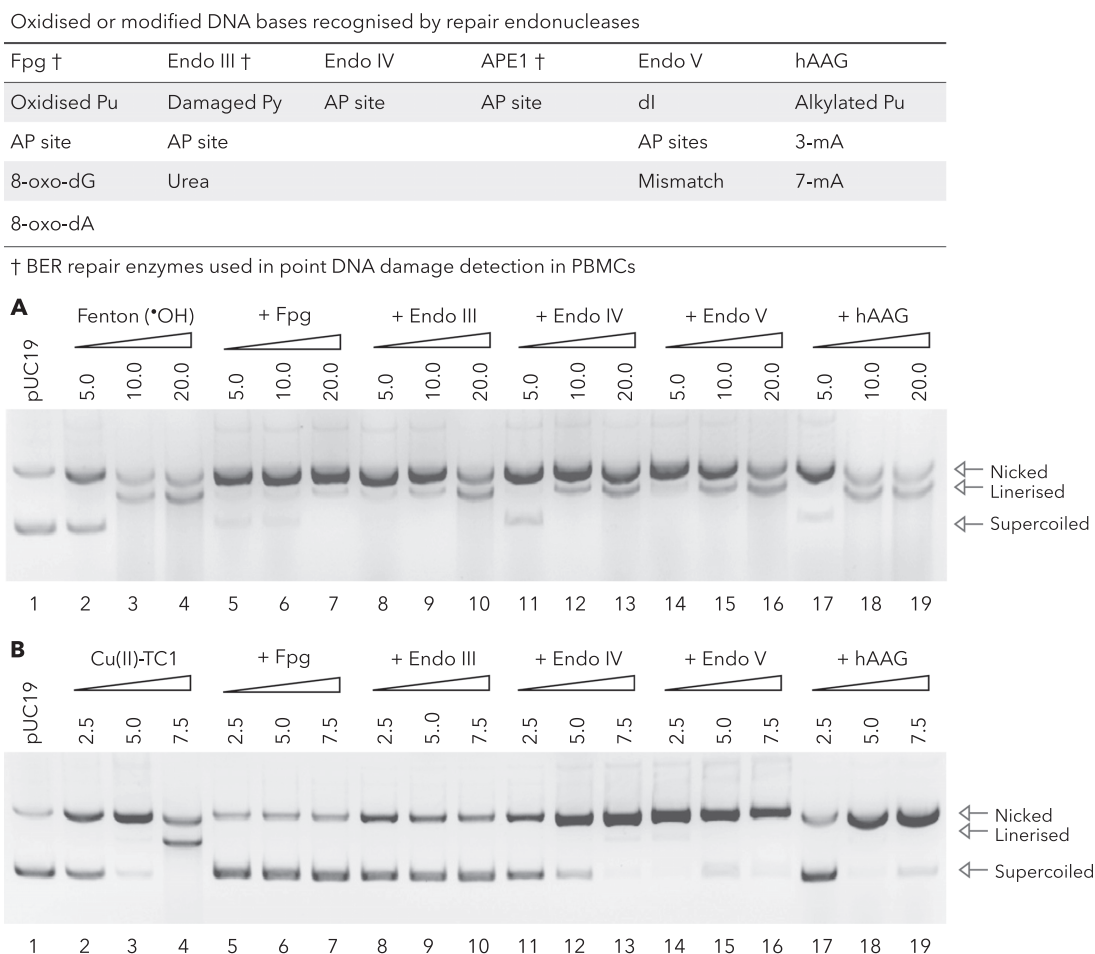 Oxidised or modified DNA bases recognised by repair endonucleases
Fpg † Endo III † Endo IV APE1 † Endo V hAAG
Oxidised Pu Damaged Py AP site AP site dI Alkylated Pu
AP site AP site AP sites 3-mA
8-oxo-dG Urea Mismatch 7-mA
8-oxo-dA
† BER repair enzymes used in point DNA damage detection in PBMCs
A
Fenton (•OH) + Fpg + Endo III + Endo IV + Endo V + hAAG
pUC19 5.0 10.0 20.0 5.0 10.0 20.0 5.0 10.0 20.0 5.0 10.0 20.0 5.0 10.0 20.0 5.0 10.0 20.0
Nicked
Linerised
Supercoiled
1 2 3 4 5 6 7 8 9 10 11 12 13 14 15 16 17 18 19
B
Cu(II)-TC1 + Fpg + Endo III + Endo IV + Endo V + hAAG
pUC19 2.5 5.0 7.5 2.5 5.0 7.5 2.5 5..0 7.5 2.5 5.0 7.5 2.5 5.0 7.5 2.5 5.0 7.5
Nicked
Linerised
Supercoiled
1 2 3 4 5 6 7 8 9 10 11 12 13 14 15 16 17 18 19